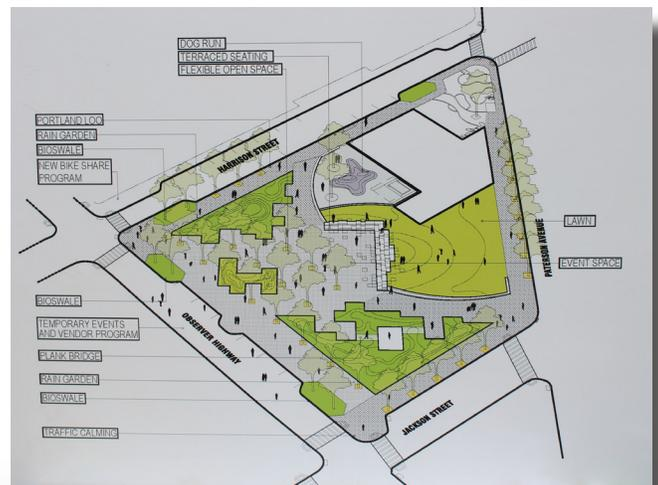 DOG RUN
TERRACED SEATING
FLEXIBLE OPEN SPACE
PORTLAND LOO
RAIN GARDEN
BIOSWALE
NEW BIKE SHARE
PROGRAM
HARRISON STREET
LAWN
PATERSON AVENUE
EVENT SPACE
BIOSWALE
TEMPORARY EVENTS
AND VENDOR PROGRAM
OBSERVER HIGHWAY
PLANK BRIDGE
RAIN GARDEN
BIOSWALE
JACKSON STREET
TRAFFIC CALMING